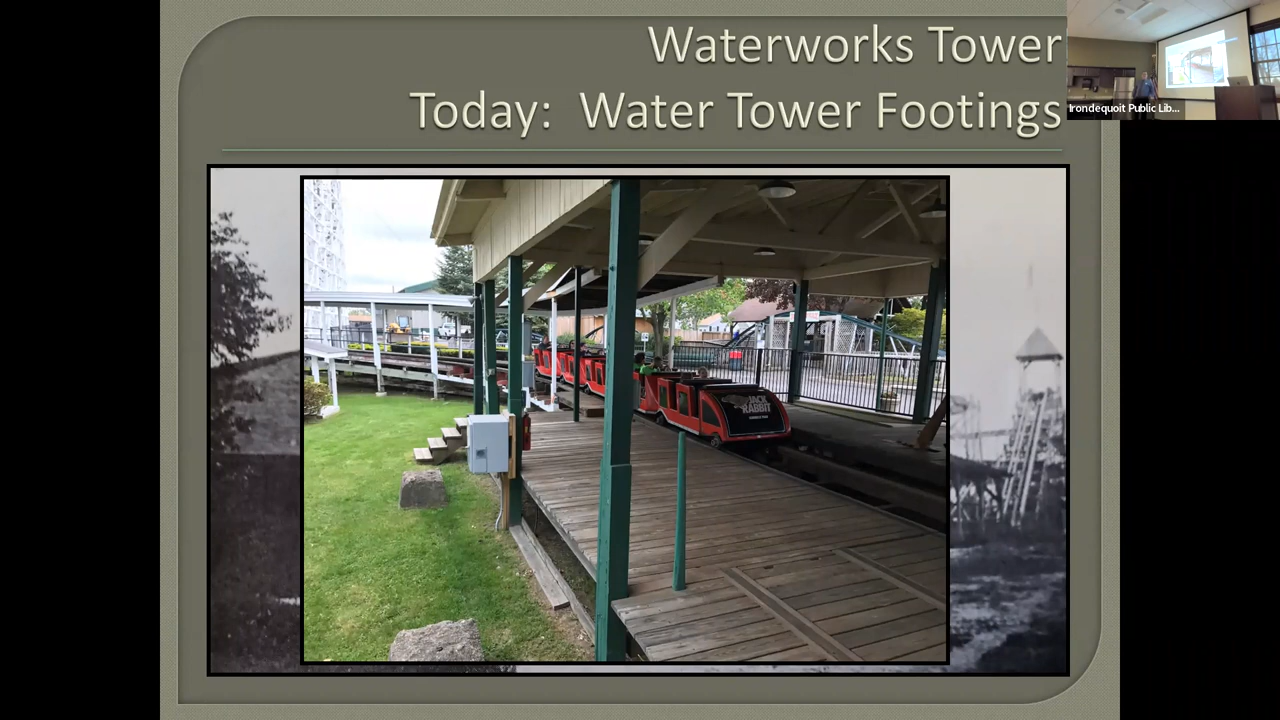 Waterworks Tower
Today: Water Tower Footings
Irondequoit Public Lib...
JACK
RABBIT